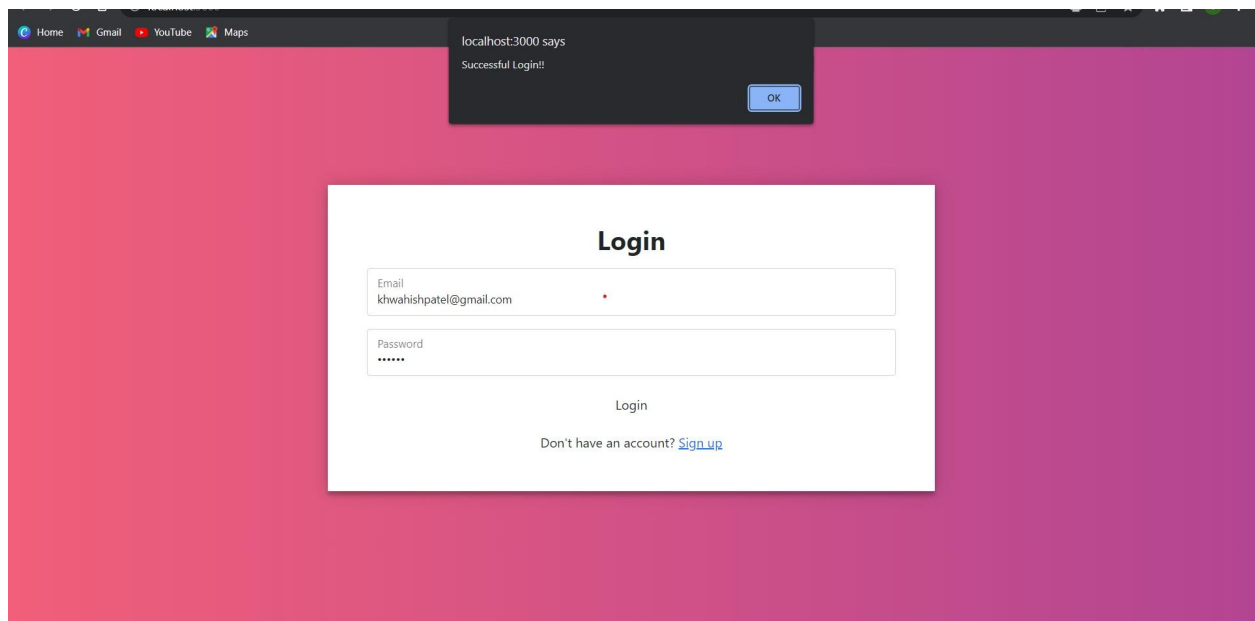 Home Gmail YouTube Maps
localhost:3000 says
Successful Login!!
OK
Login
Email
khwahishpatel@gmail.com
Password
••••••
Login
Don't have an account? Sign up